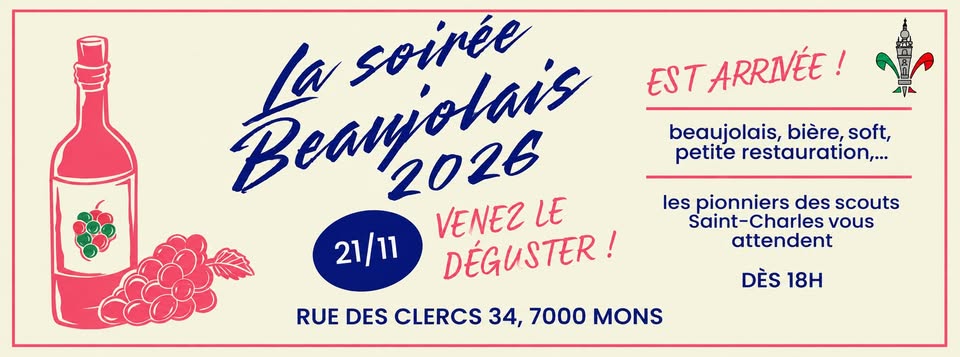 La soirée
Beaujolais
2026
21/11
VENEZ LE
DÉGUSTER !
RUE DES CLERCS 34, 7000 MONS
EST ARRIVÉE !
beaujolais, bière, soft,
petite restauration,...
les pionniers des scouts
Saint-Charles vous
attendent
DÈS 18H